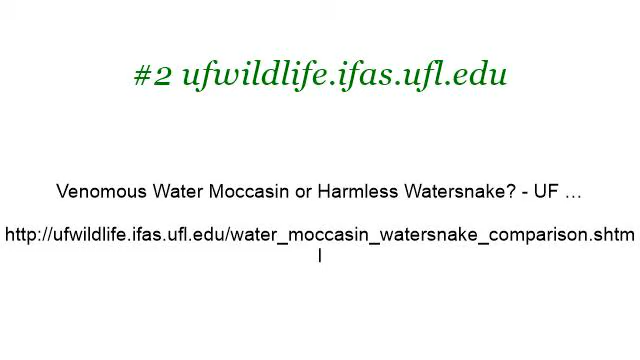 #2 ufwildlife.ifas.ufl.edu
Venomous Water Moccasin or Harmless Watersnake? - UF …
http://ufwildlife.ifas.ufl.edu/water_moccasin_watersnake_comparison.shtm
l